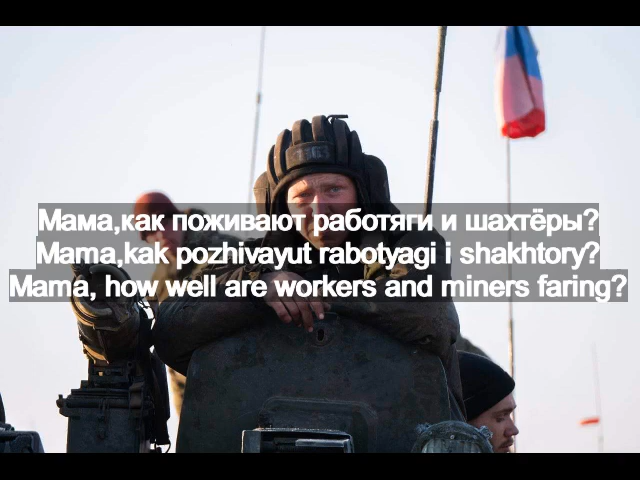 Мама,как поживают работяги и шахтёры?
Mama,kak pozhivayut rabotyagi i shakhtory?
Mama, how well are workers and miners faring?